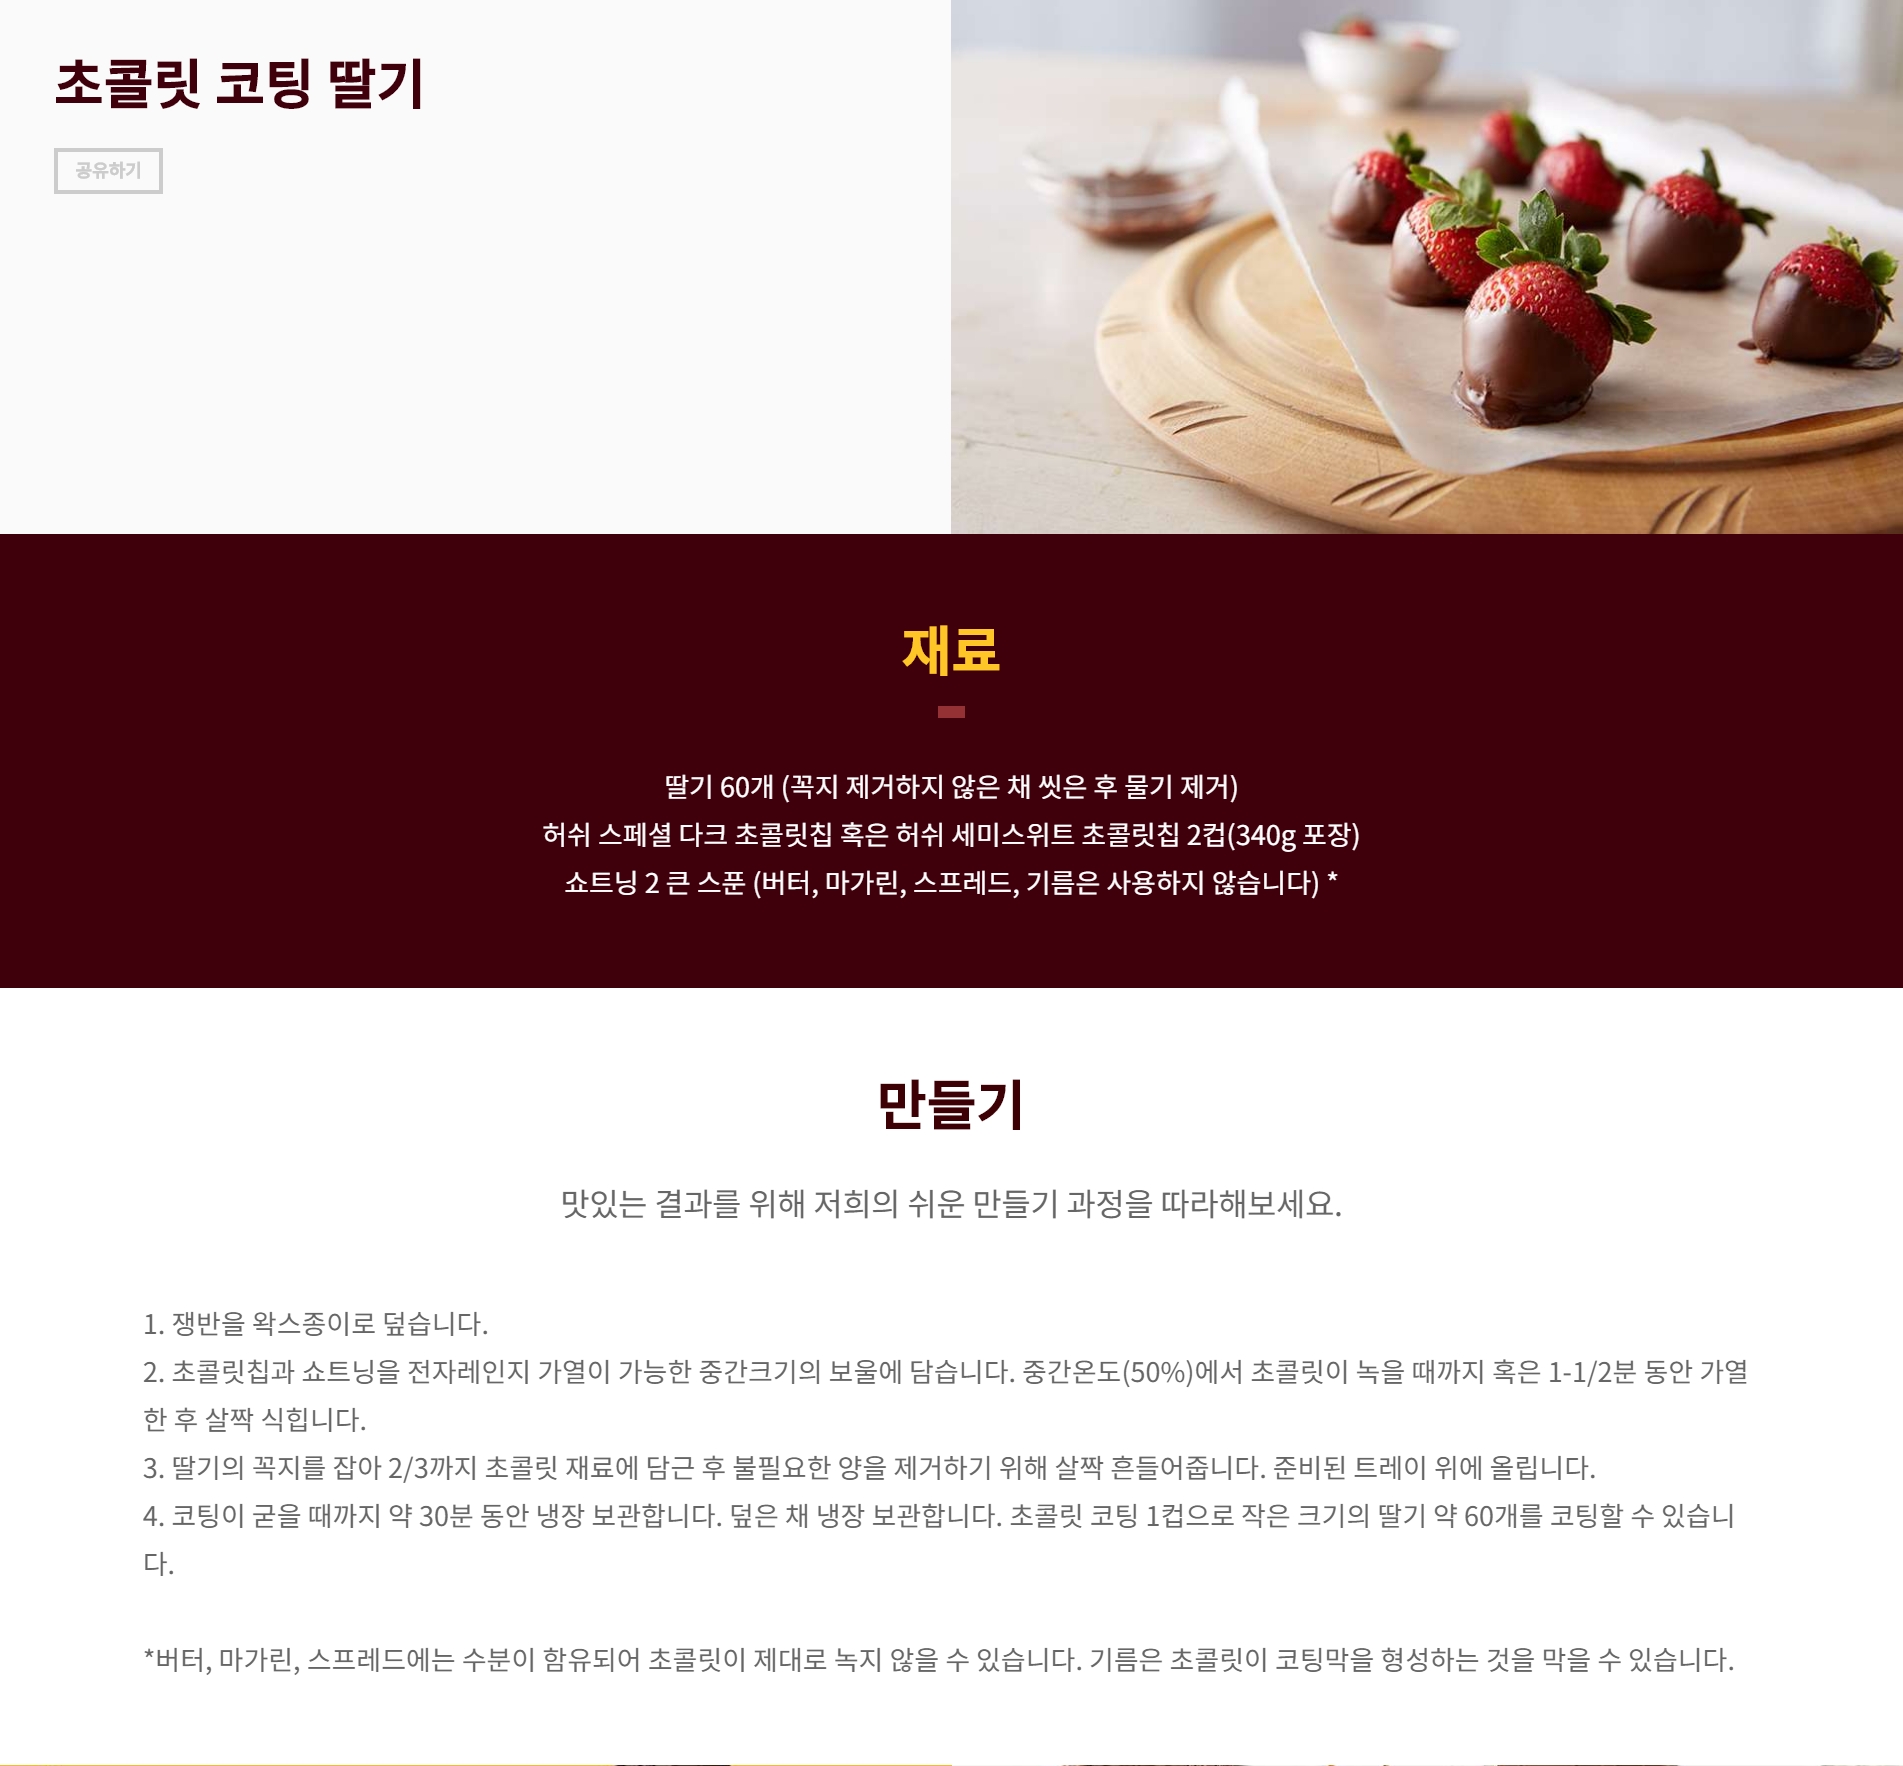 초콜릿 코팅 딸기
공유하기
재료
딸기 60개 (꼭지 제거하지 않은 채 씻은 후 물기 제거)
허쉬 스페셜 다크 초콜릿칩 혹은 허쉬 세미스위트 초콜릿칩 2컵(340g 포장)
쇼트닝 2 큰 스푼 (버터, 마가린, 스프레드, 기름은 사용하지 않습니다) *
만들기
맛있는 결과를 위해 저희의 쉬운 만들기 과정을 따라해보세요.
1. 쟁반을 왁스종이로 덮습니다.
2. 초콜릿칩과 쇼트닝을 전자레인지 가열이 가능한 중간크기의 보울에 담습니다. 중간온도(50%)에서 초콜릿이 녹을 때까지 혹은 1-1/2분 동안 가열
한 후 살짝 식힙니다.
3. 딸기의 꼭지를 잡아 2/3까지 초콜릿 재료에 담근 후 불필요한 양을 제거하기 위해 살짝 흔들어줍니다. 준비된 트레이 위에 올립니다.
4. 코팅이 굳을 때까지 약 30분 동안 냉장 보관합니다. 덮은 채 냉장 보관합니다. 초콜릿 코팅 1컵으로 작은 크기의 딸기 약 60개를 코팅할 수 있습니
다.
*버터, 마가린, 스프레드에는 수분이 함유되어 초콜릿이 제대로 녹지 않을 수 있습니다. 기름은 초콜릿이 코팅막을 형성하는 것을 막을 수 있습니다.